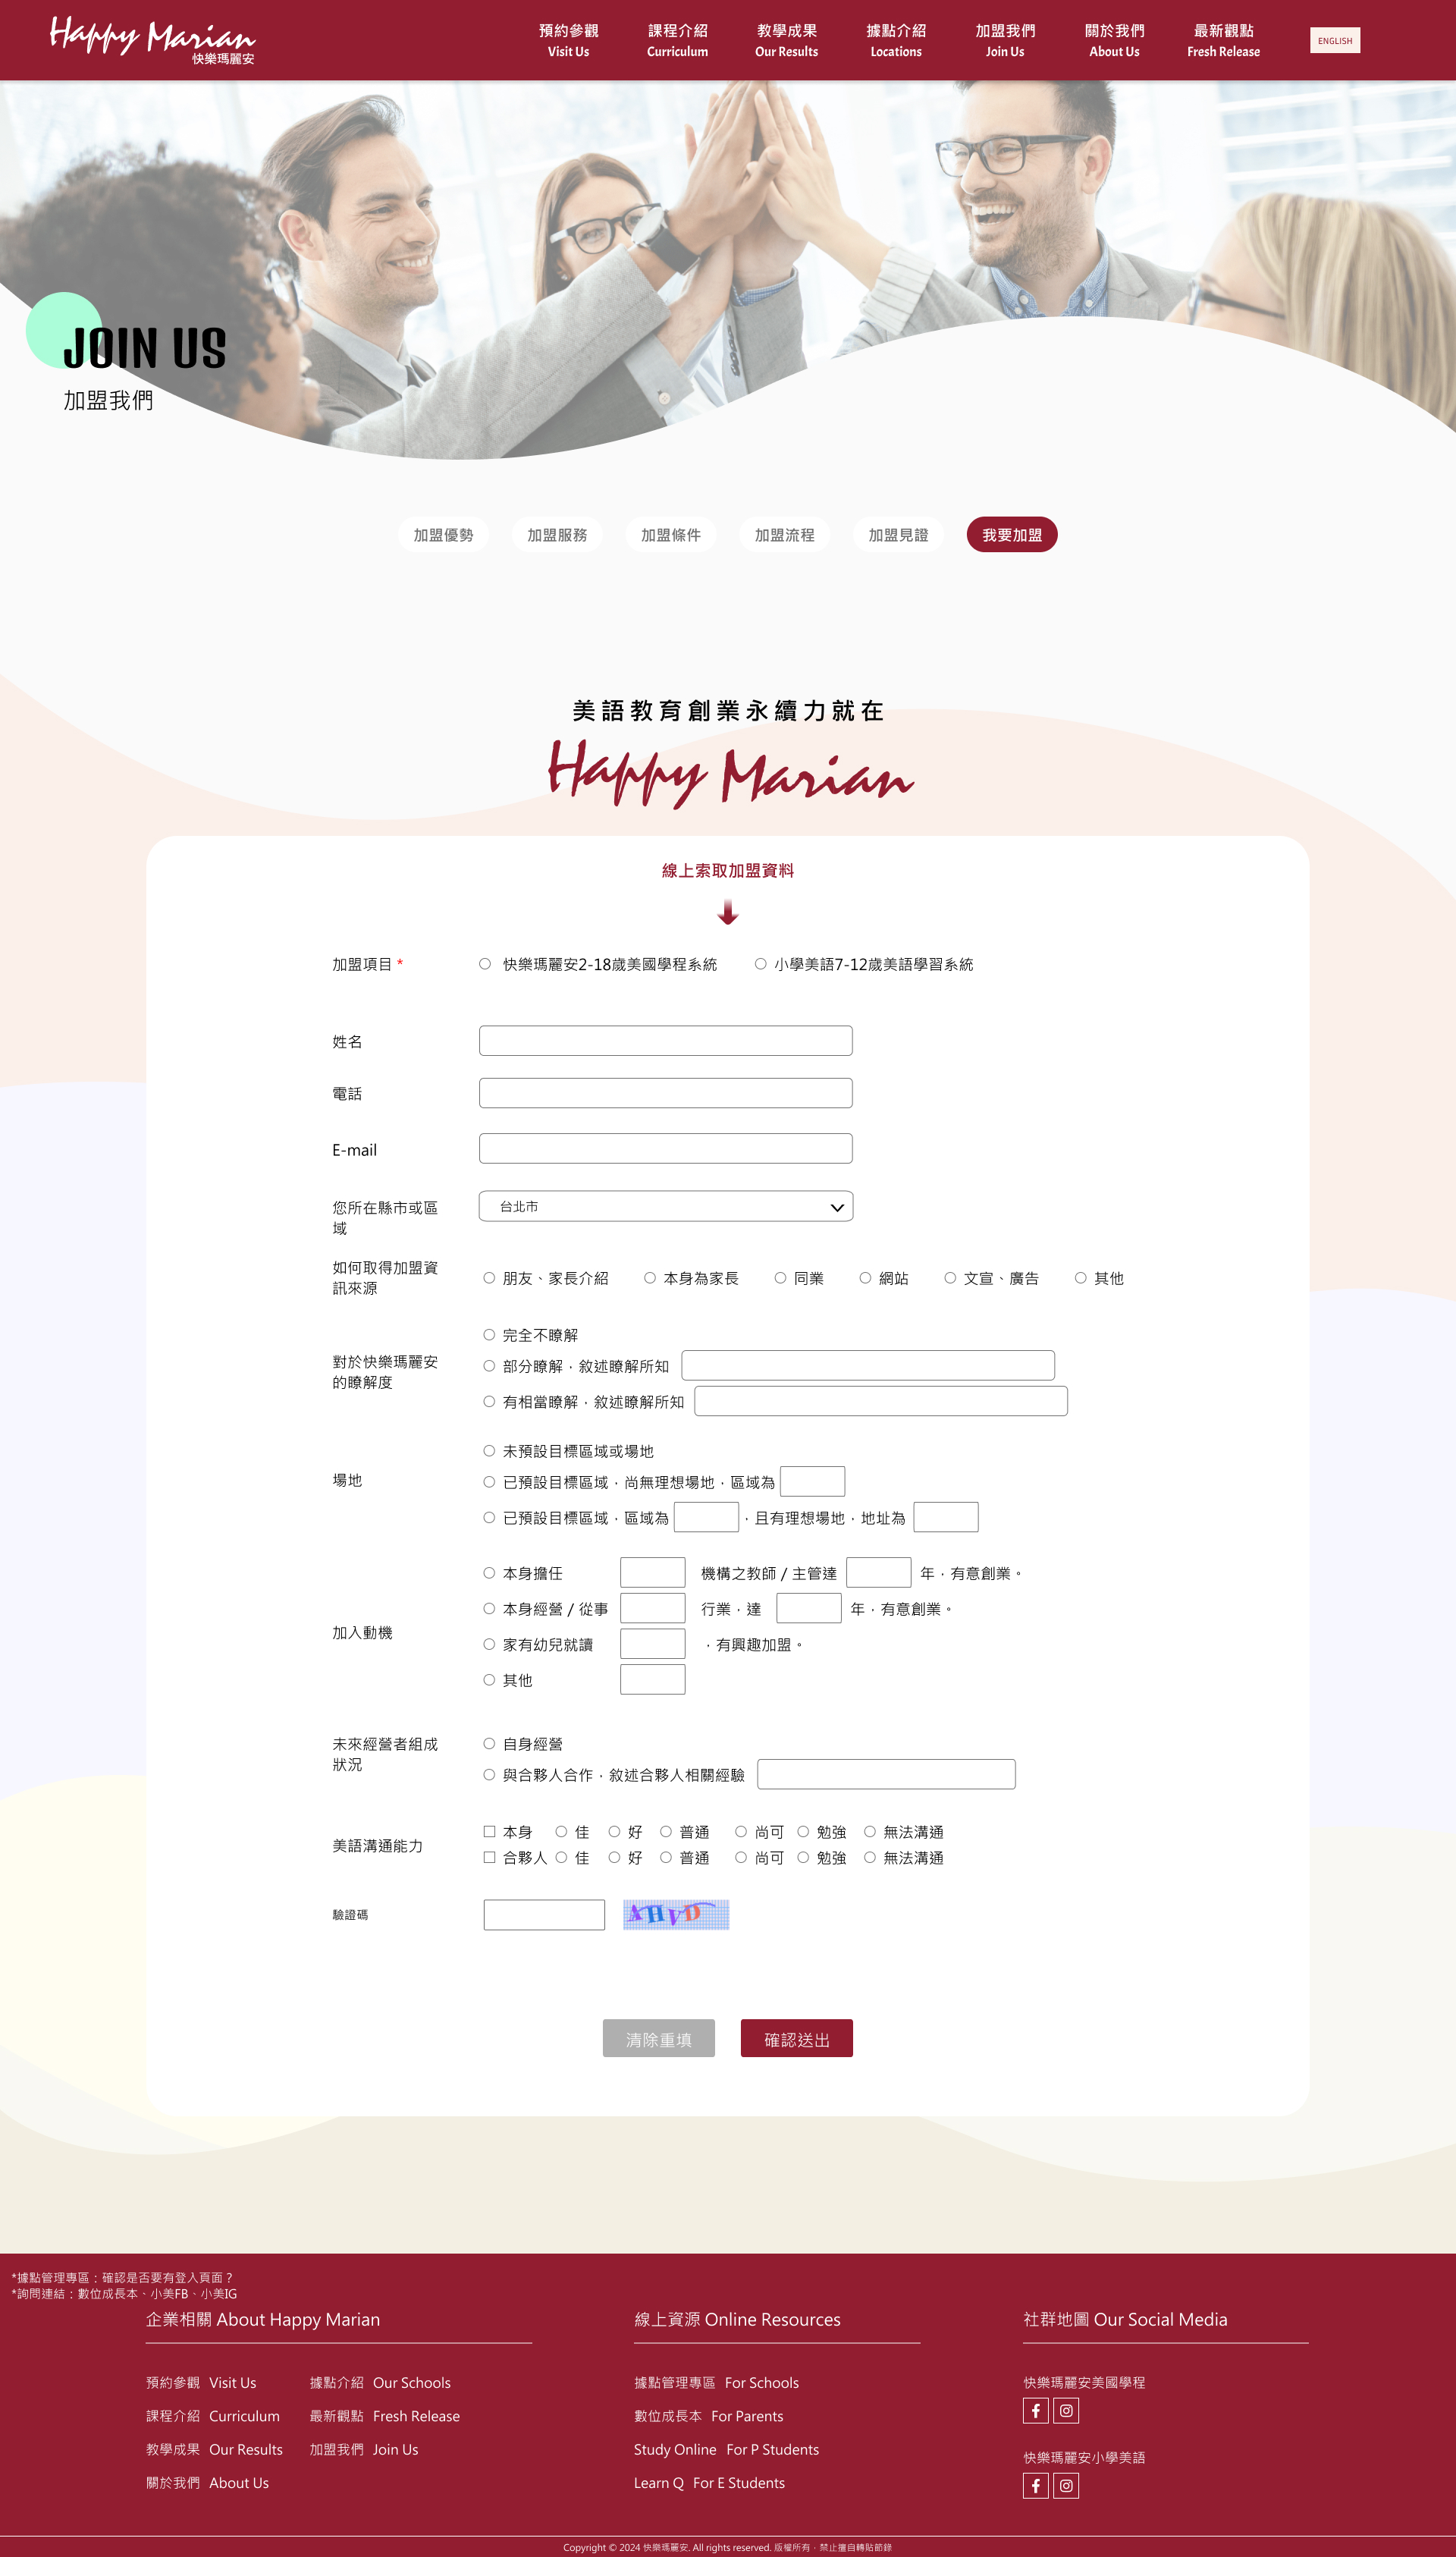 Happy Marian
快樂瑪麗安
預約參觀 課程介紹 教學成果 據點介紹 加盟我們 關於我們 最新觀點
Visit Us Curriculum Our Results Locations Join Us About Us Fresh Release
ENGLISH
JOIN US
加盟我們
加盟優勢 加盟服務 加盟條件 加盟流程 加盟見證 我要加盟
美語教育創業永續力就在
Happy Marian
線上索取加盟資料
加盟項目 * 快樂瑪麗安2-18歲美國學程系統 小學美語7-12歲美語學習系統
姓名
電話
E-mail
您所在縣市或區
域
台北市
如何取得加盟資
訊來源
朋友、家長介紹 本身為家長 同業 網站 文宣、廣告 其他
對於快樂瑪麗安
的瞭解度
完全不瞭解
部分瞭解，敘述瞭解所知
有相當瞭解，敘述瞭解所知
場地
未預設目標區域或場地
已預設目標區域，尚無理想場地，區域為
已預設目標區域，區域為 ，且有理想場地，地址為
加入動機
本身擔任 機構之教師 / 主管達 年，有意創業。
本身經營 / 從事 行業，達 年，有意創業。
家有幼兒就讀 ，有興趣加盟。
其他
未來經營者組成
狀況
自身經營
與合夥人合作，敘述合夥人相關經驗
美語溝通能力
本身 佳 好 普通 尚可 勉強 無法溝通
合夥人 佳 好 普通 尚可 勉強 無法溝通
驗證碼 AHVD
清除重填 確認送出
*據點管理專區：確認是否要有登入頁面？
*詢問連結：數位成長本、小美FB、小美IG
企業相關 About Happy Marian
預約參觀 Visit Us 據點介紹 Our Schools
課程介紹 Curriculum 最新觀點 Fresh Release
教學成果 Our Results 加盟我們 Join Us
關於我們 About Us
線上資源 Online Resources
據點管理專區 For Schools
數位成長本 For Parents
Study Online For P Students
Learn Q For E Students
社群地圖 Our Social Media
快樂瑪麗安美國學程
快樂瑪麗安小學美語
Copyright © 2024 快樂瑪麗安. All rights reserved. 版權所有，禁止擅自轉貼節錄